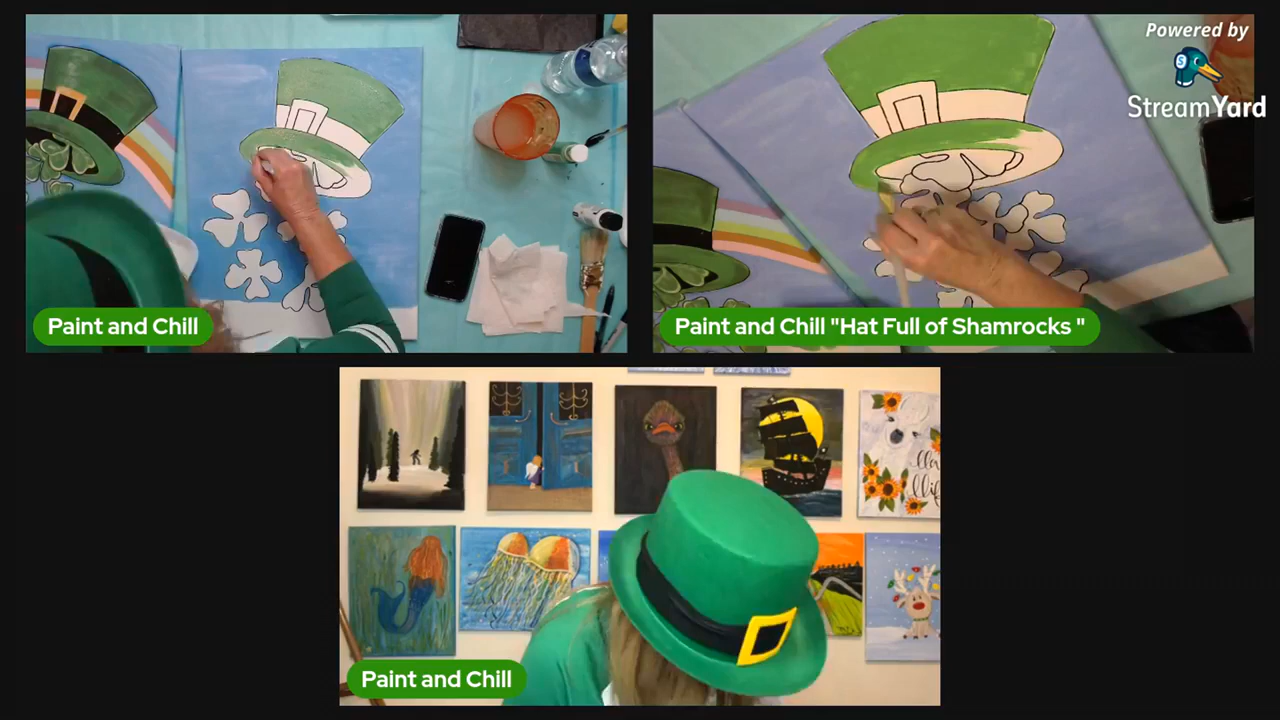 Powered by
StreamYard
Paint and Chill
Paint and Chill "Hat Full of Shamrocks "
Paint and Chill